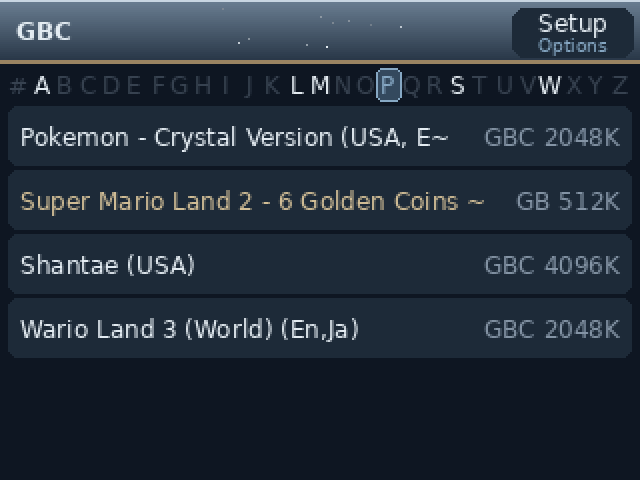 GBC
Setup
Options
# A B C D E F G H I J K L M N O P Q R S T U V W X Y Z
Pokemon - Crystal Version (USA, E~ GBC 2048K
Super Mario Land 2 - 6 Golden Coins ~ GB 512K
Shantae (USA) GBC 4096K
Wario Land 3 (World) (En,Ja) GBC 2048K